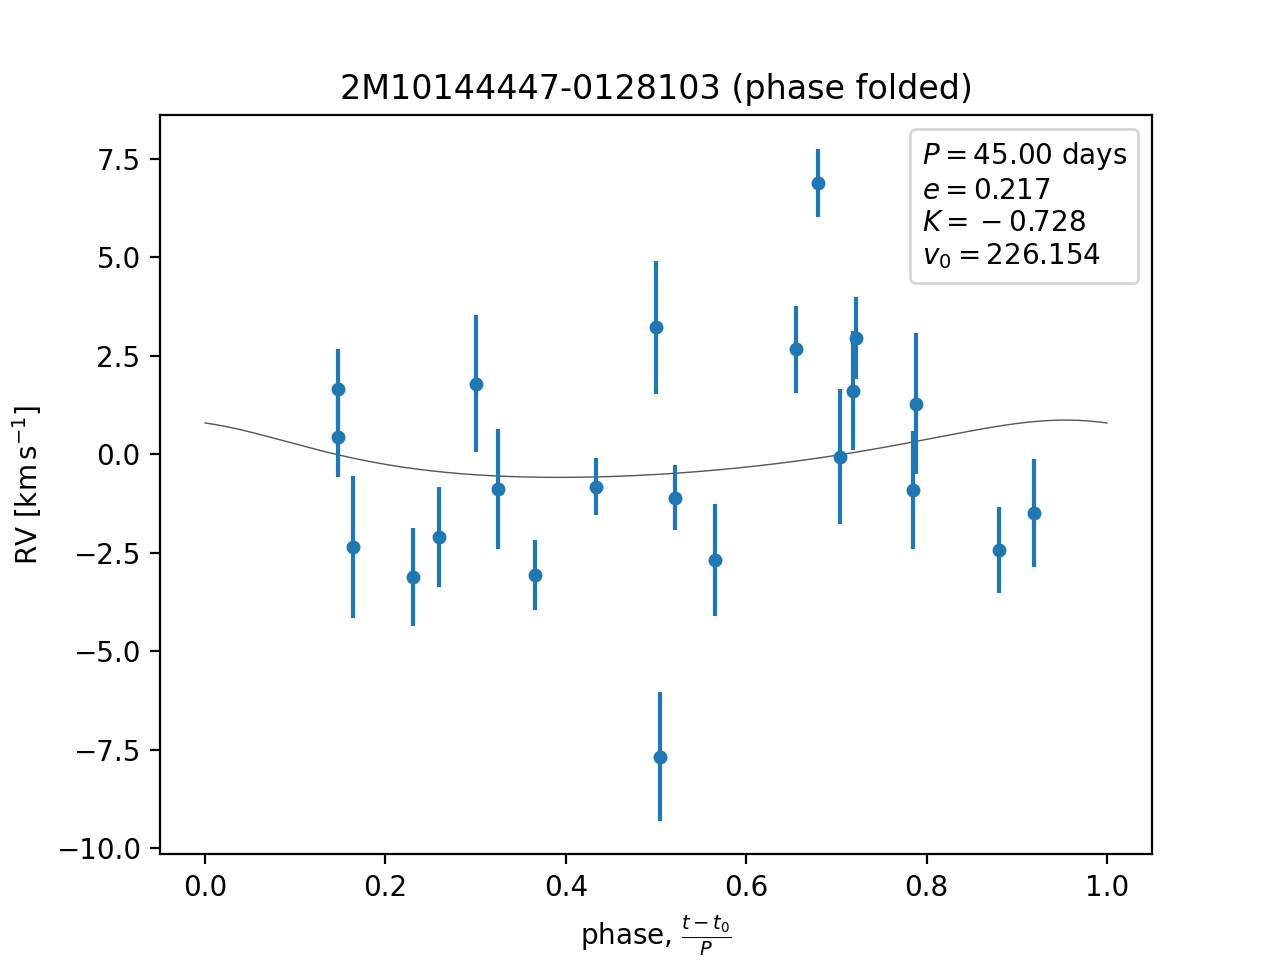 2M10144447-0128103 (phase folded)
P = 45.00 days
e = 0.217
K = −0.728
v₀ = 226.154
RV [km s⁻¹]
7.5
5.0
2.5
0.0
−2.5
−5.0
−7.5
−10.0
0.0 0.2 0.4 0.6 0.8 1.0
phase, (t − t₀)/P